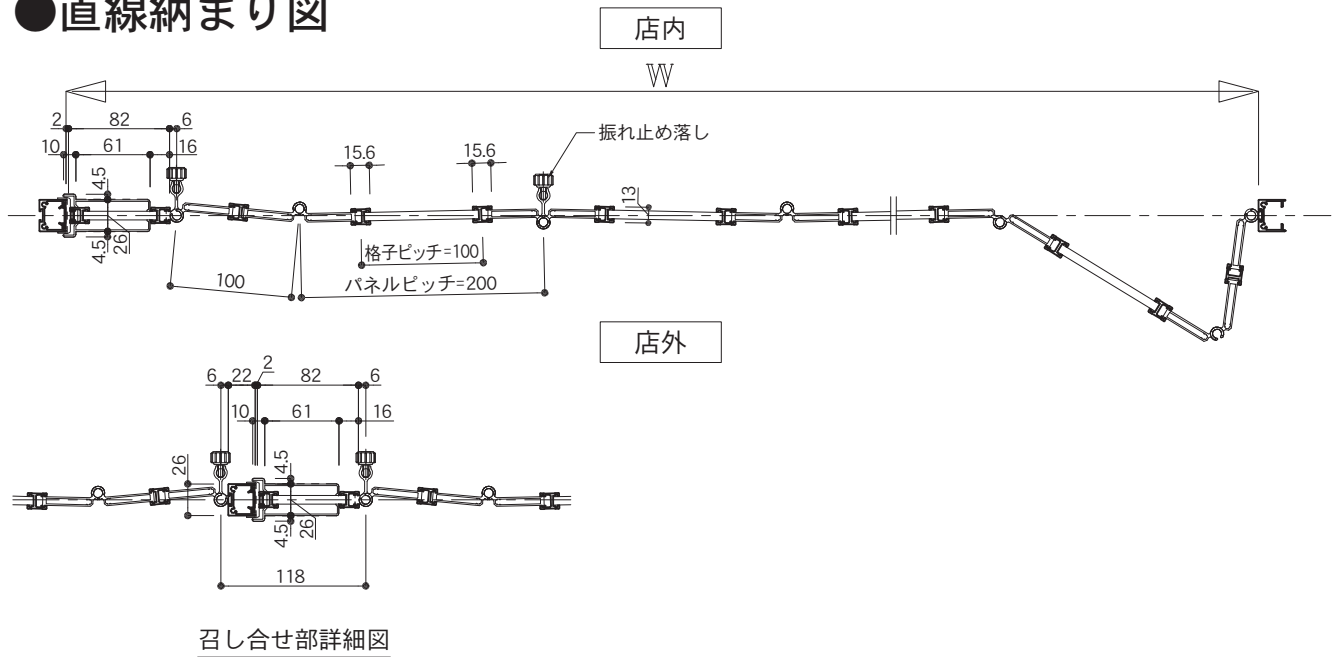 ●直線納まり図
店内
W
2 82 6
振れ止め落し
10 61 16
15.6 15.6
4.5
13
4.5 26
格子ピッチ=100
100
パネルピッチ=200
店外
6 22 2 82 6
10 61 16
26
4.5
4.5 26
118
召し合せ部詳細図